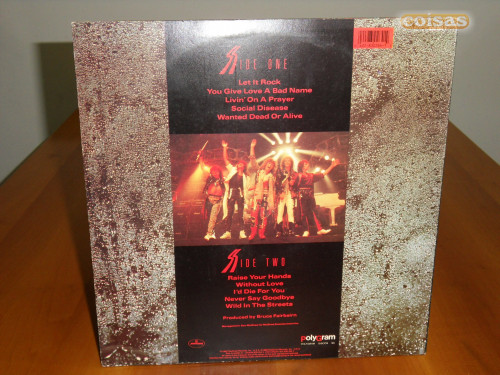 coisas
SIDE ONE
Let It Rock
You Give Love A Bad Name
Livin' On A Prayer
Social Disease
Wanted Dead Or Alive
SIDE TWO
Raise Your Hands
Without Love
I'd Die For You
Never Say Goodbye
Wild In The Streets
Produced by Bruce Fairbairn
polygram